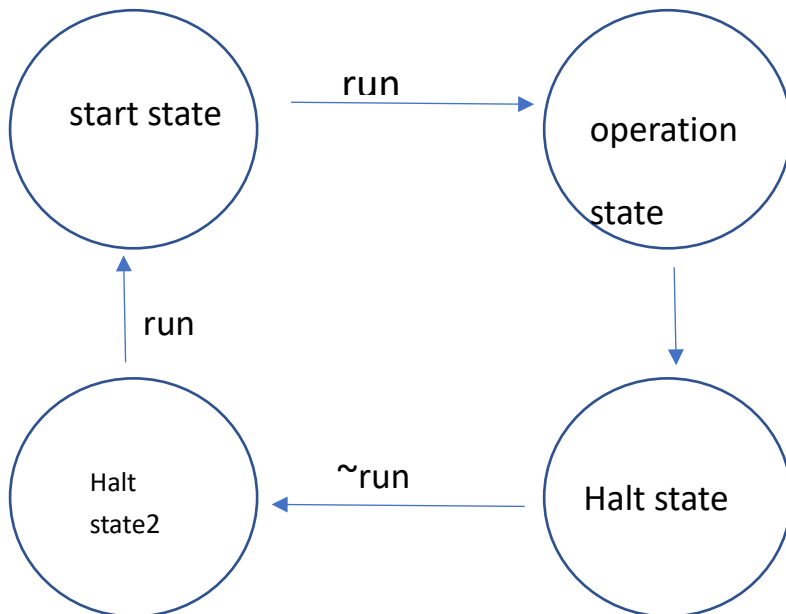 start state
run
operation
state
run
~run
Halt
state2
Halt state